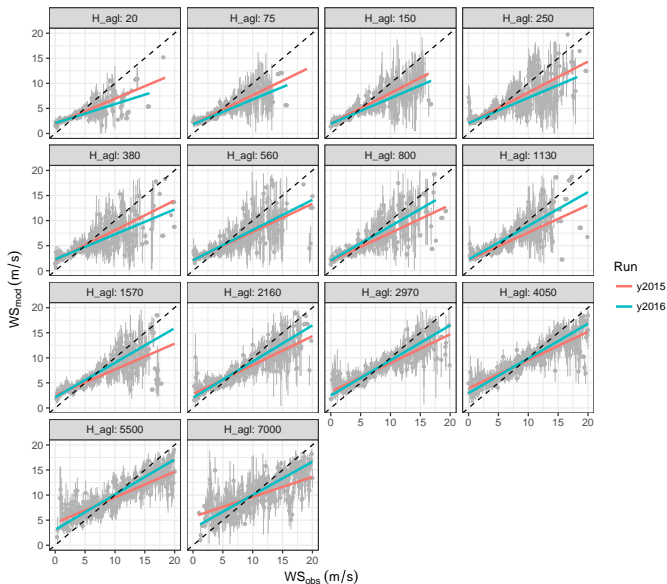 H_agl: 20
H_agl: 75
H_agl: 150
H_agl: 250
20
15
10
5
0
H_agl: 380
H_agl: 560
H_agl: 800
H_agl: 1130
20
15
10
5
0
H_agl: 1570
H_agl: 2160
H_agl: 2970
H_agl: 4050
20
15
10
5
0
H_agl: 5500
H_agl: 7000
20
15
10
5
0
0 5 10 15 20 0 5 10 15 20 0 5 10 15 20 0 5 10 15 20
WSmod (m/s)
WSobs (m/s)
Run
y2015
y2016